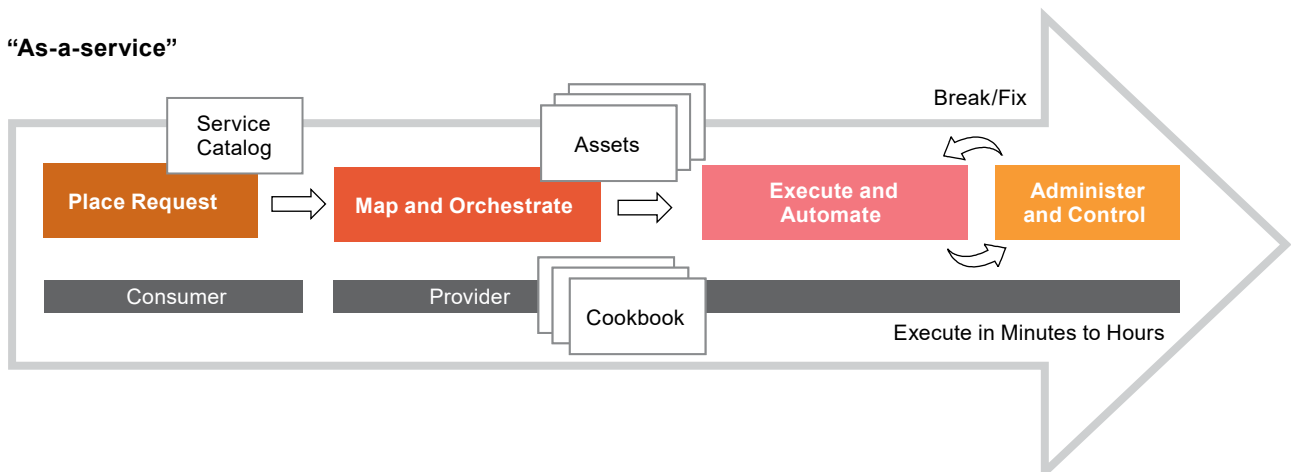 “As-a-service”
Break/Fix
Service
Catalog
Assets
Place Request
Map and Orchestrate
Execute and
Automate
Administer
and Control
Consumer
Provider
Cookbook
Execute in Minutes to Hours